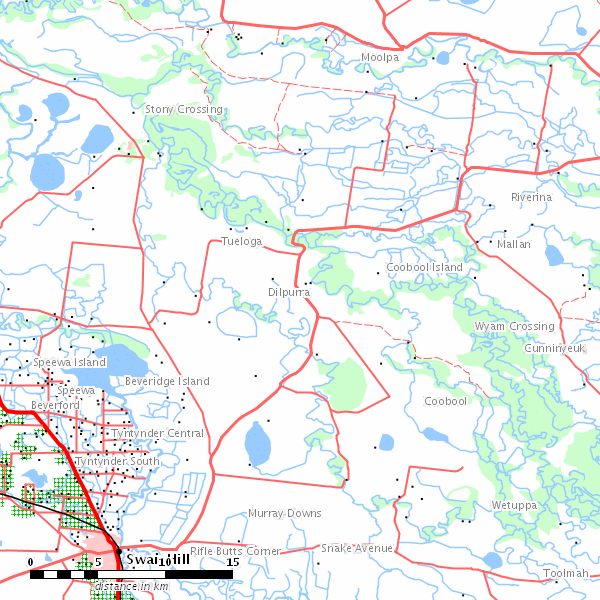 Moolpa
Stony Crossing
Riverina
Tueloga
Mallan
Coobool Island
Dilpurra
Wyam Crossing
Cunninyeuk
Speewa Island
Beveridge Island
Speewa
Beverford
Coobool
Tyntynder Central
Tyntynder South
Wetuppa
Murray Downs
Rifle Butts Corner
Snake Avenue
Swan Hill
0 5 10 15
distance in km
Toolmah